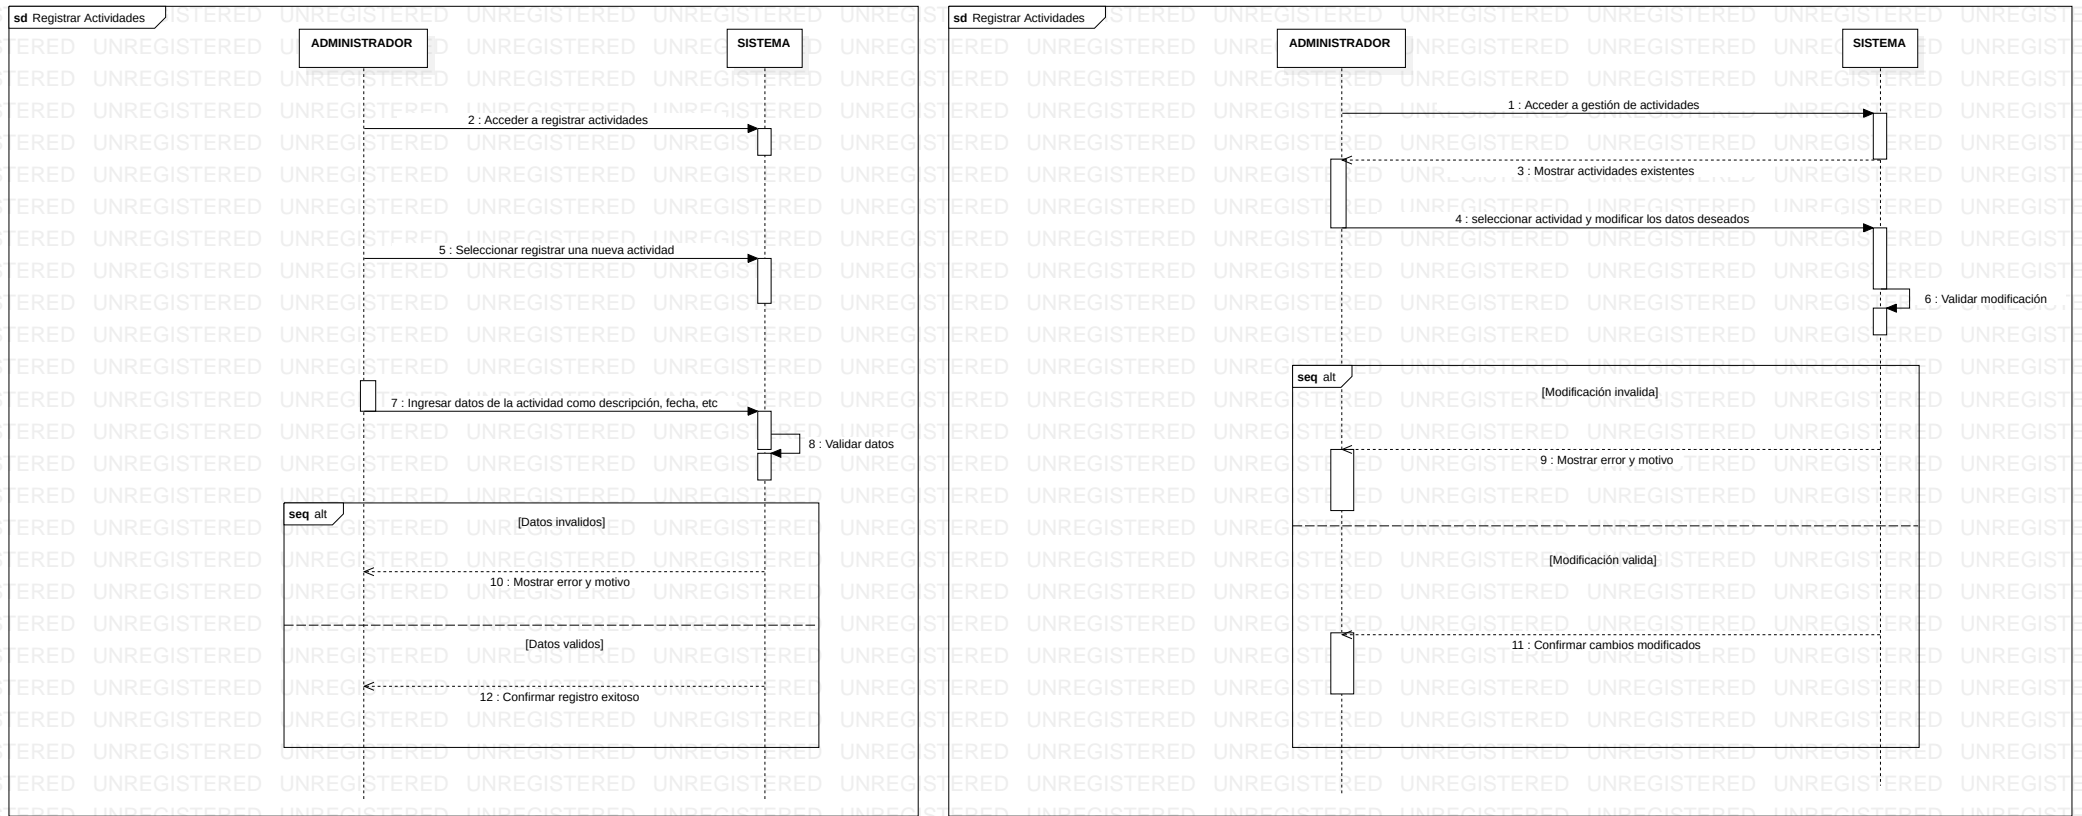 sd Registrar Actividades
ADMINISTRADOR
SISTEMA
2 : Acceder a registrar actividades
5 : Seleccionar registrar una nueva actividad
7 : Ingresar datos de la actividad como descripción, fecha, etc
8 : Validar datos
seq alt
[Datos invalidos]
10 : Mostrar error y motivo
[Datos validos]
12 : Confirmar registro exitoso
sd Registrar Actividades
ADMINISTRADOR
SISTEMA
1 : Acceder a gestión de actividades
3 : Mostrar actividades existentes
4 : seleccionar actividad y modificar los datos deseados
6 : Validar modificación
seq alt
[Modificación invalida]
9 : Mostrar error y motivo
[Modificación valida]
11 : Confirmar cambios modificados
UNREGISTERED